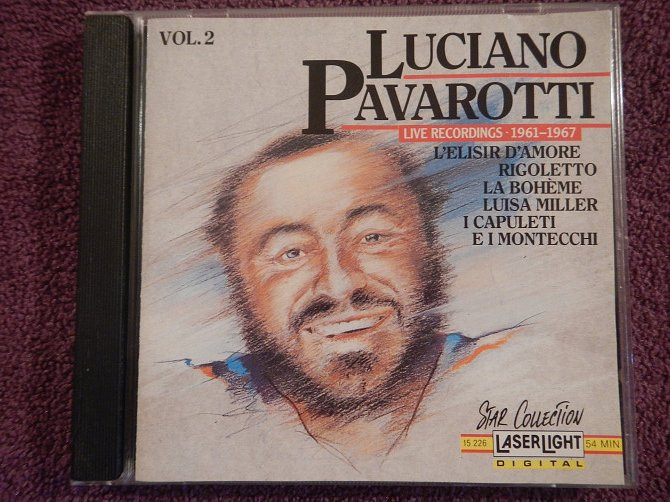 VOL. 2
LUCIANO
PAVAROTTI
LIVE RECORDINGS · 1961–1967
L'ELISIR D'AMORE
RIGOLETTO
LA BOHÈME
LUISA MILLER
I CAPULETI
E I MONTECCHI
STAR COLLECTION
15 226 LASERLIGHT 54 MIN
DIGITAL